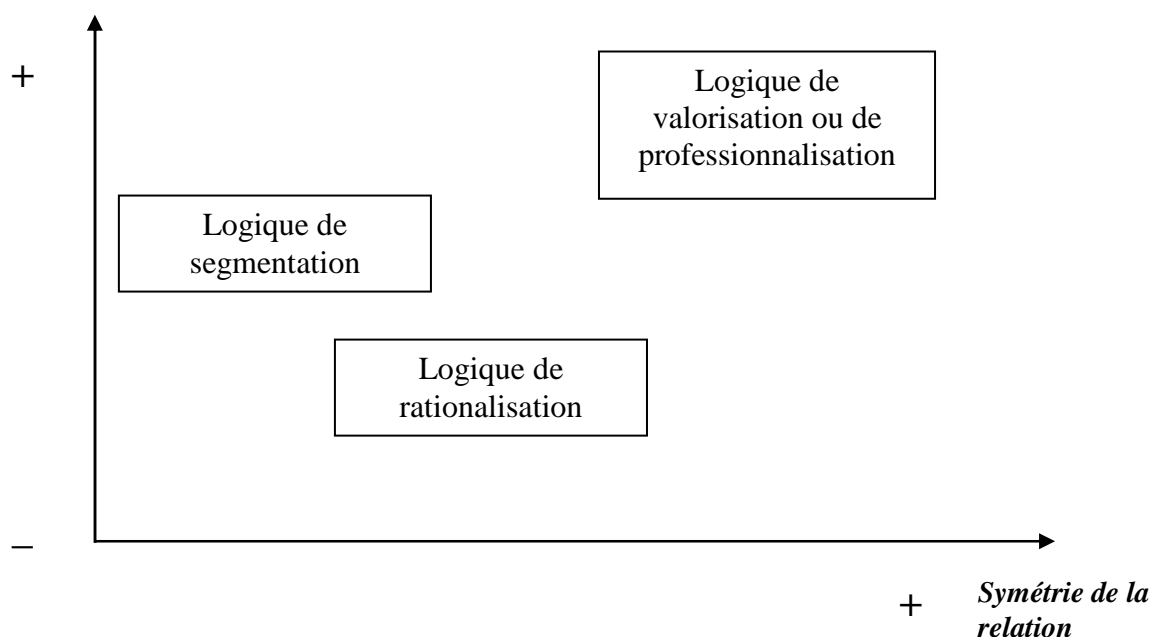 +
Logique de
valorisation ou de
professionnalisation
Logique de
segmentation
Logique de
rationalisation
–
+
Symétrie de la
relation